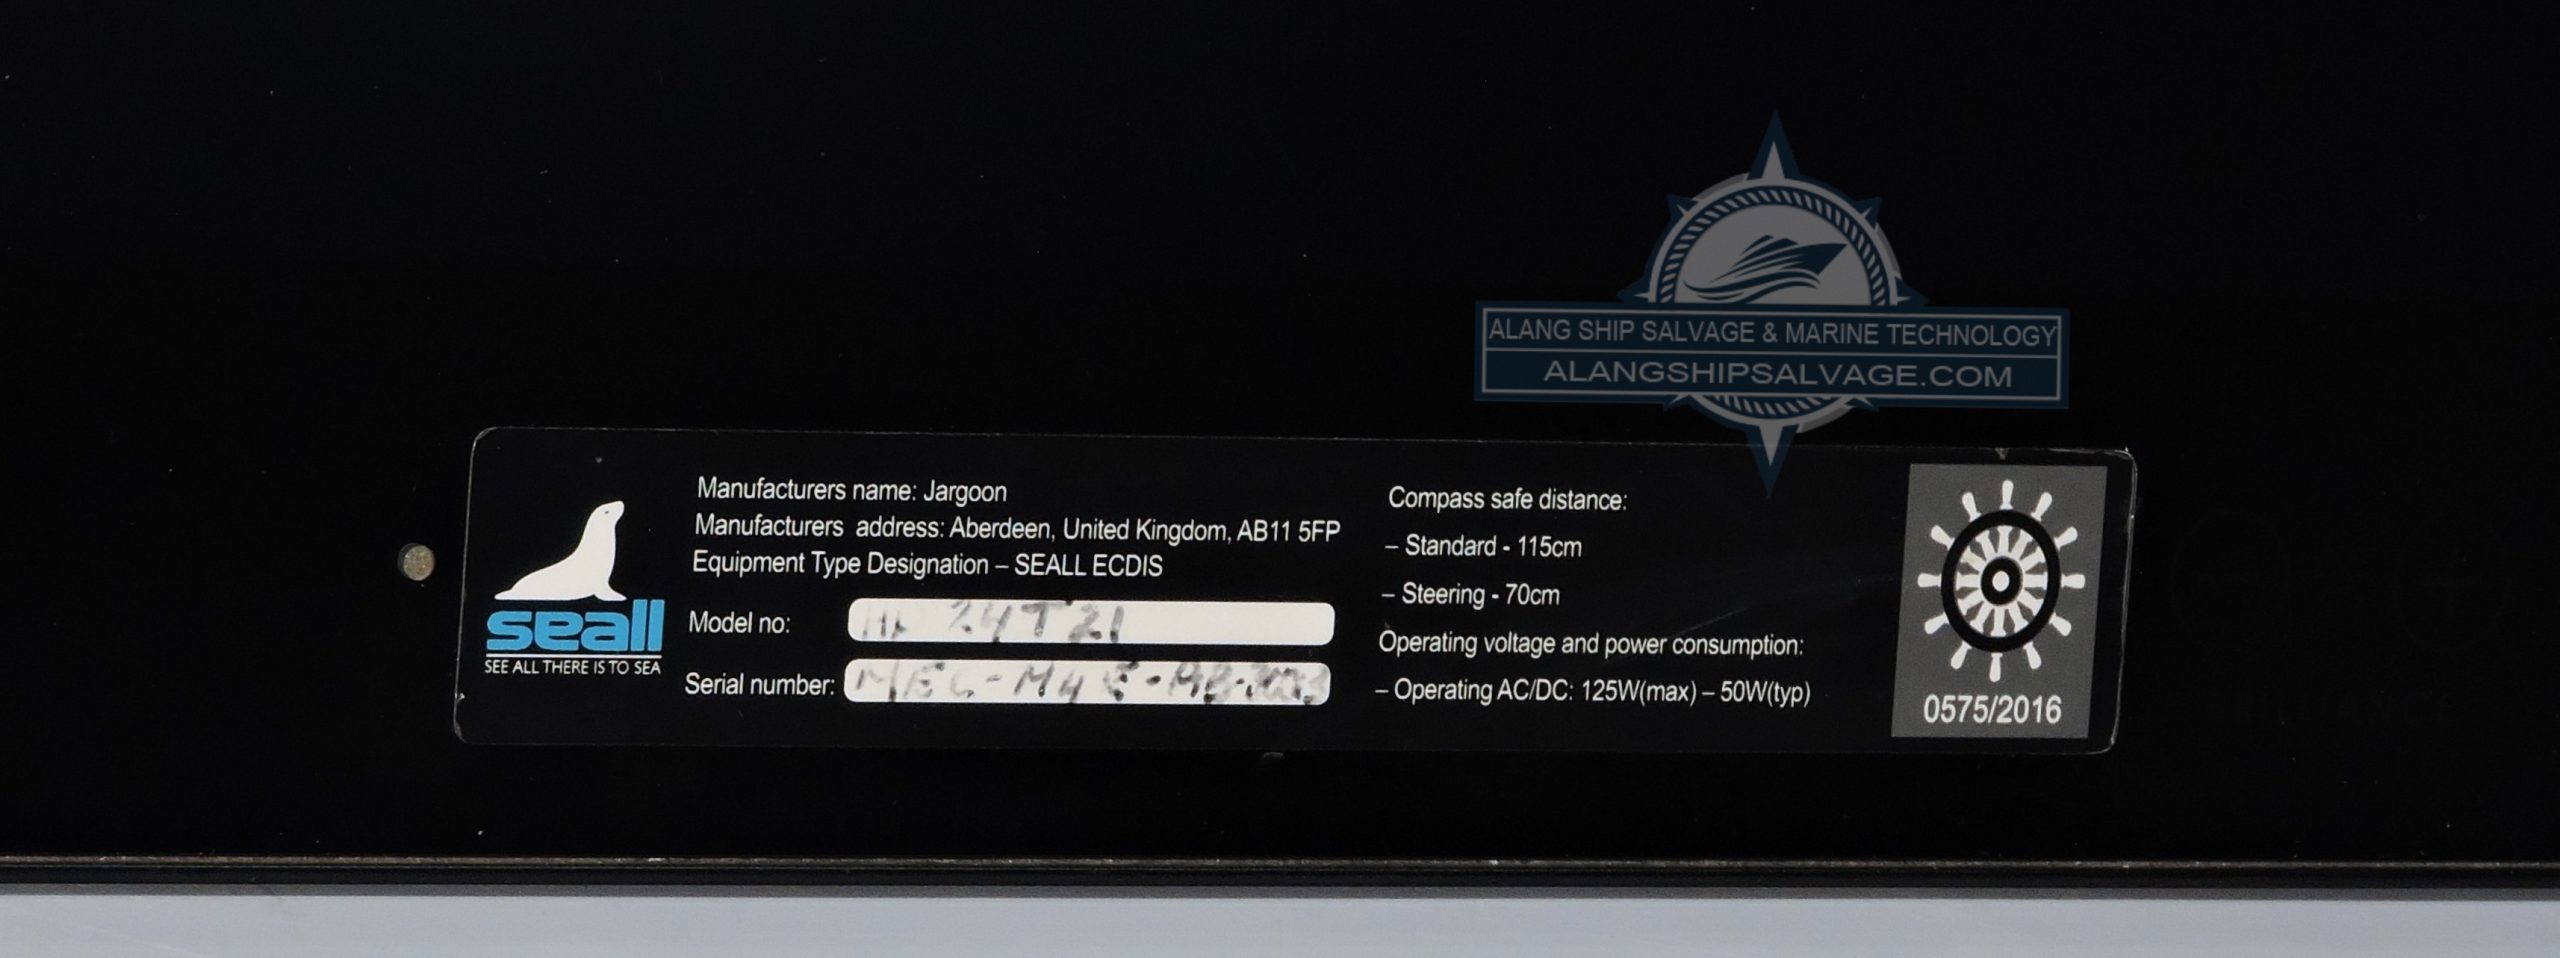 ALANG SHIP SALVAGE & MARINE TECHNOLOGY
ALANGSHIPSALVAGE.COM
seall
SEE ALL THERE IS TO SEA
Manufacturers name: Jargoon
Manufacturers address: Aberdeen, United Kingdom, AB11 5FP
Equipment Type Designation – SEALL ECDIS
Model no: 24T21
Serial number:
Compass safe distance:
– Standard - 115cm
– Steering - 70cm
Operating voltage and power consumption:
– Operating AC/DC: 125W(max) – 50W(typ)
0575/2016